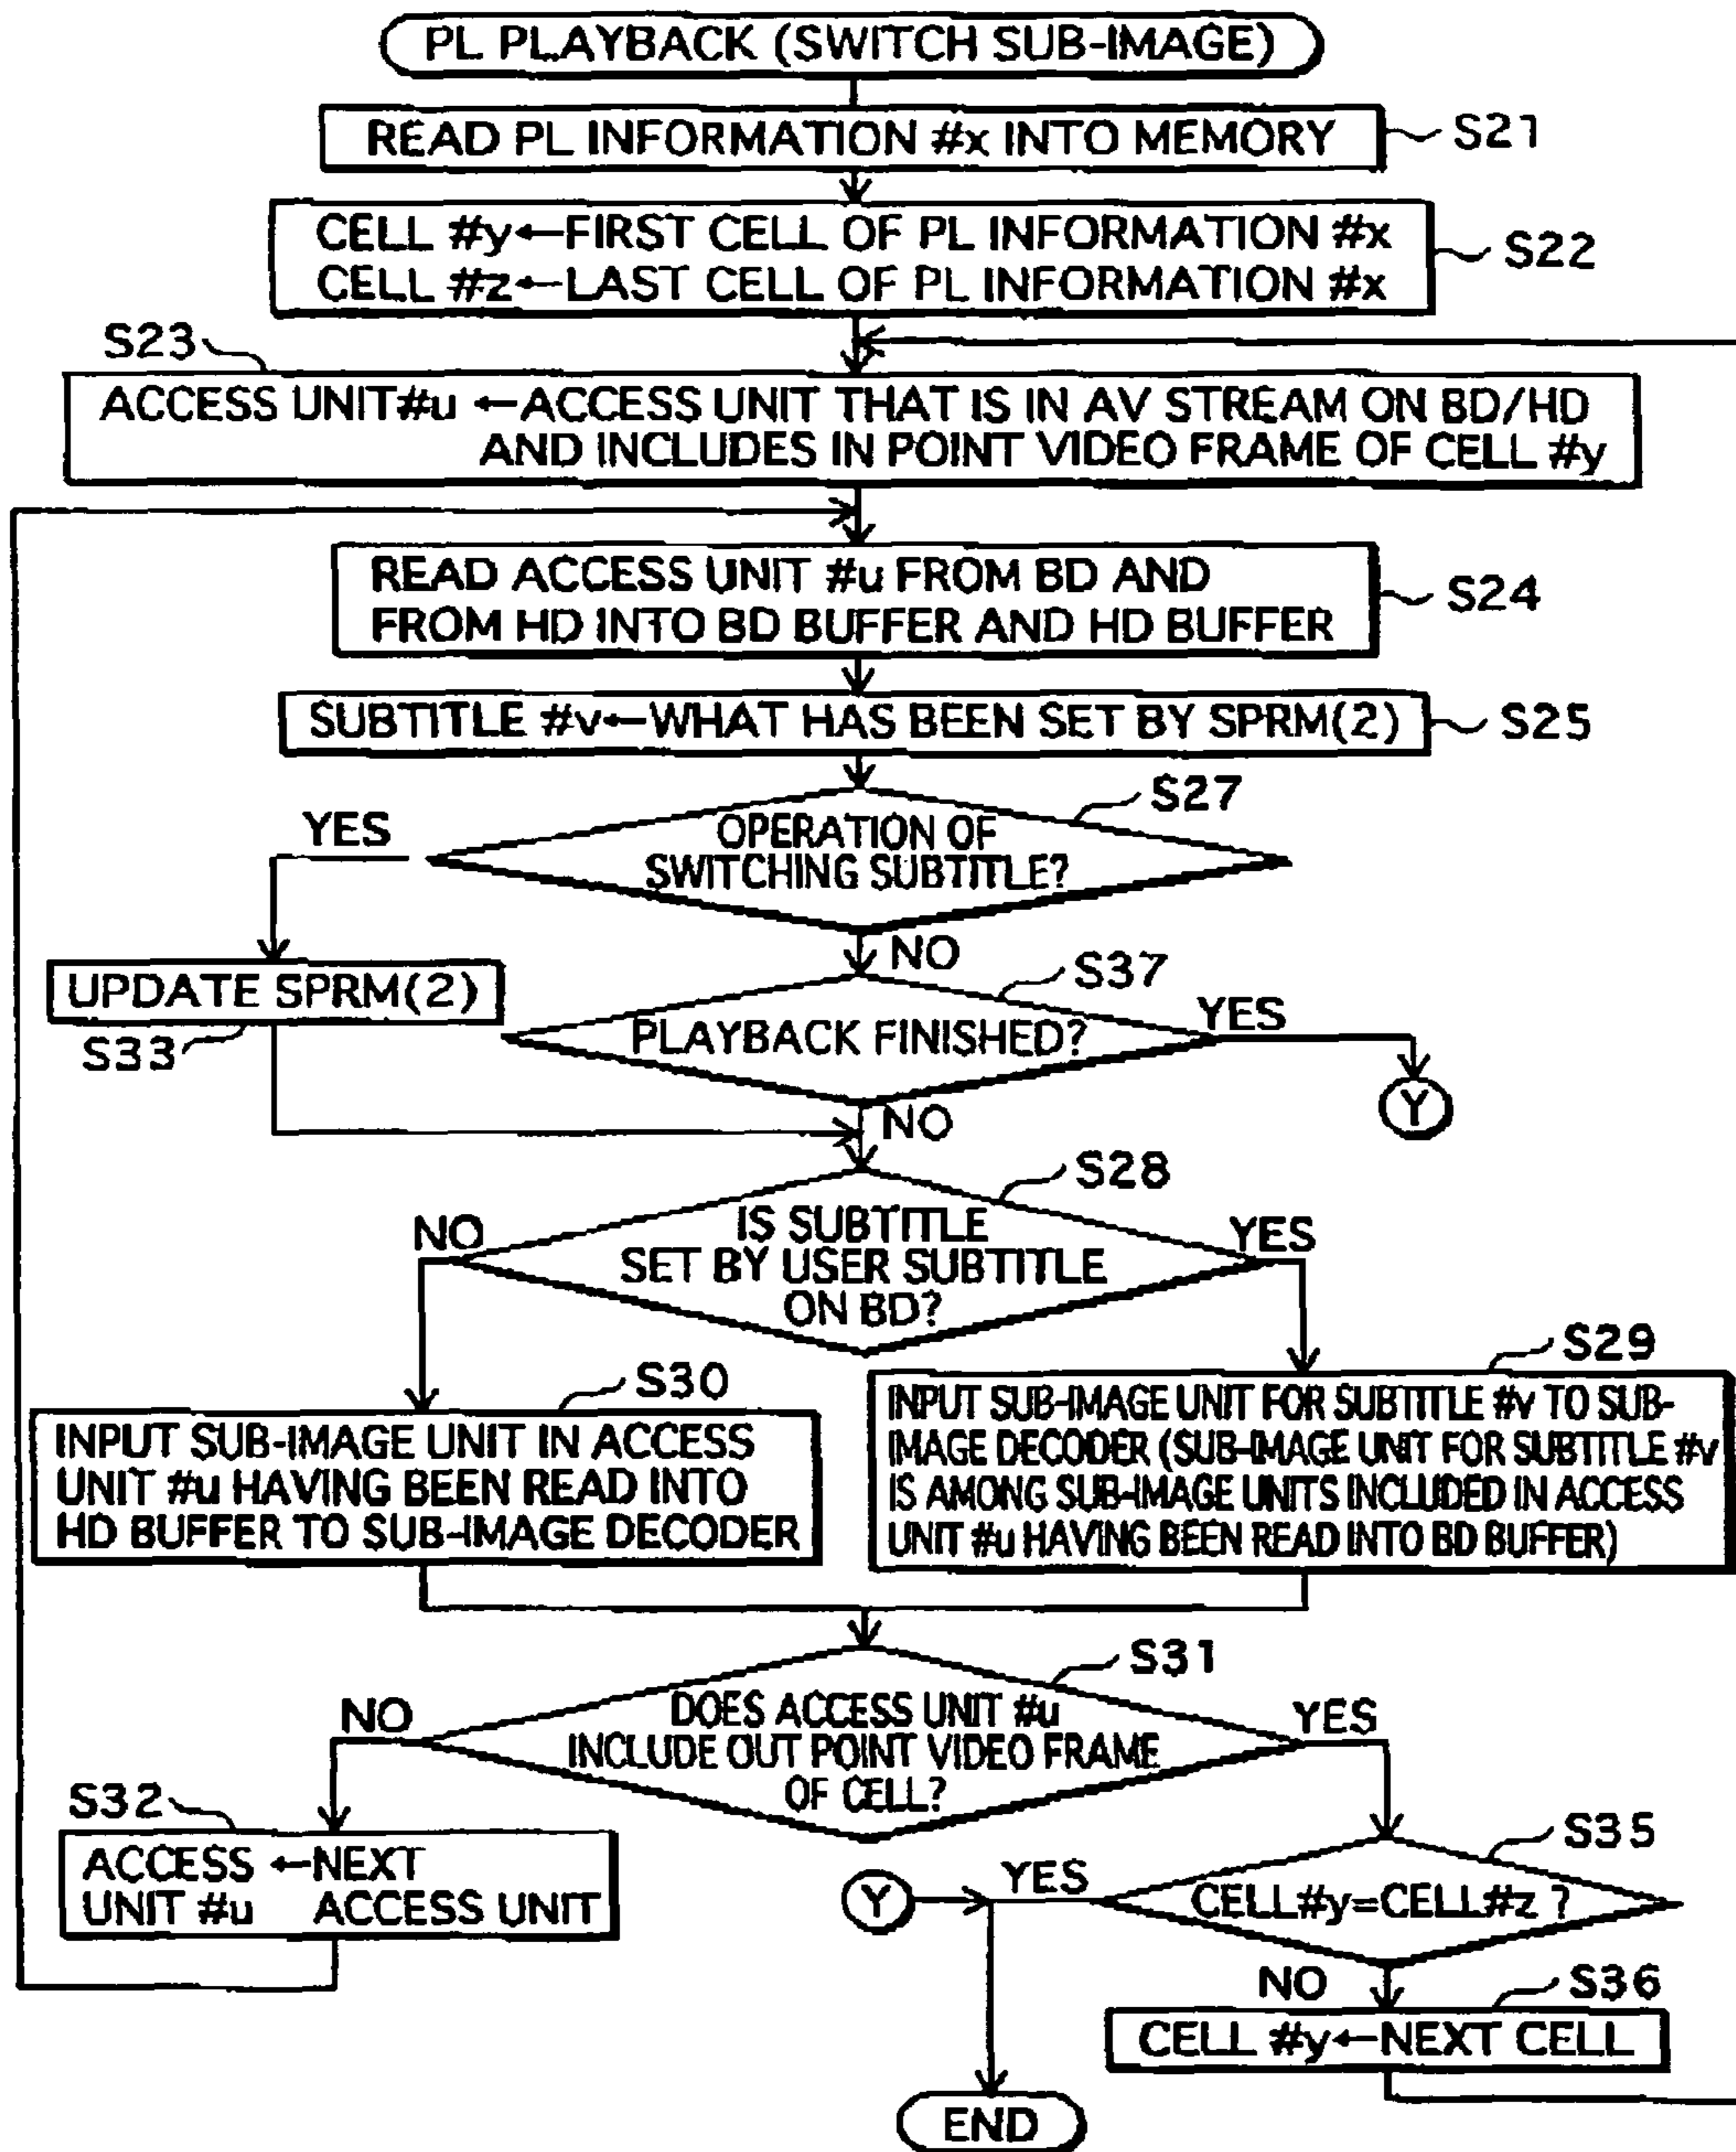 PL PLAYBACK (SWITCH SUB-IMAGE)
READ PL INFORMATION #x INTO MEMORY
S21
CELL #y←FIRST CELL OF PL INFORMATION #x
CELL #z←LAST CELL OF PL INFORMATION #x
S22
S23
ACCESS UNIT#u ←ACCESS UNIT THAT IS IN AV STREAM ON BD/HD
AND INCLUDES IN POINT VIDEO FRAME OF CELL #y
READ ACCESS UNIT #u FROM BD AND
FROM HD INTO BD BUFFER AND HD BUFFER
S24
SUBTITLE #v←WHAT HAS BEEN SET BY SPRM(2)
S25
S27
YES
OPERATION OF
SWITCHING SUBTITLE?
NO
UPDATE SPRM(2)
S33
S37
PLAYBACK FINISHED?
YES
Y
NO
S28
NO
IS SUBTITLE
SET BY USER SUBTITLE
ON BD?
YES
S30
INPUT SUB-IMAGE UNIT IN ACCESS
UNIT #u HAVING BEEN READ INTO
HD BUFFER TO SUB-IMAGE DECODER
S29
INPUT SUB-IMAGE UNIT FOR SUBTITLE #v TO SUB-
IMAGE DECODER (SUB-IMAGE UNIT FOR SUBTITLE #v
IS AMONG SUB-IMAGE UNITS INCLUDED IN ACCESS
UNIT #u HAVING BEEN READ INTO BD BUFFER)
S31
NO
DOES ACCESS UNIT #u
INCLUDE OUT POINT VIDEO FRAME
OF CELL?
YES
S32
ACCESS ←NEXT
UNIT #u ACCESS UNIT
S35
Y
YES
CELL#y=CELL#z ?
NO
S36
CELL #y←NEXT CELL
END